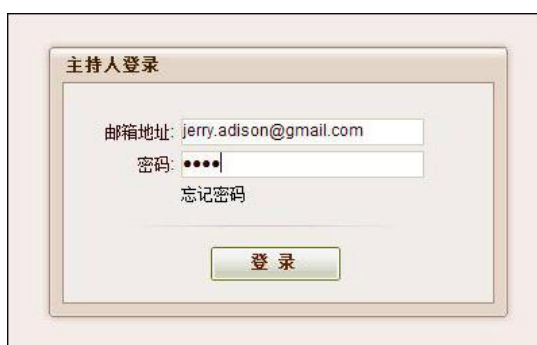 主持人登录
邮箱地址: jerry.adison@gmail.com
密码: ••••
忘记密码
登 录